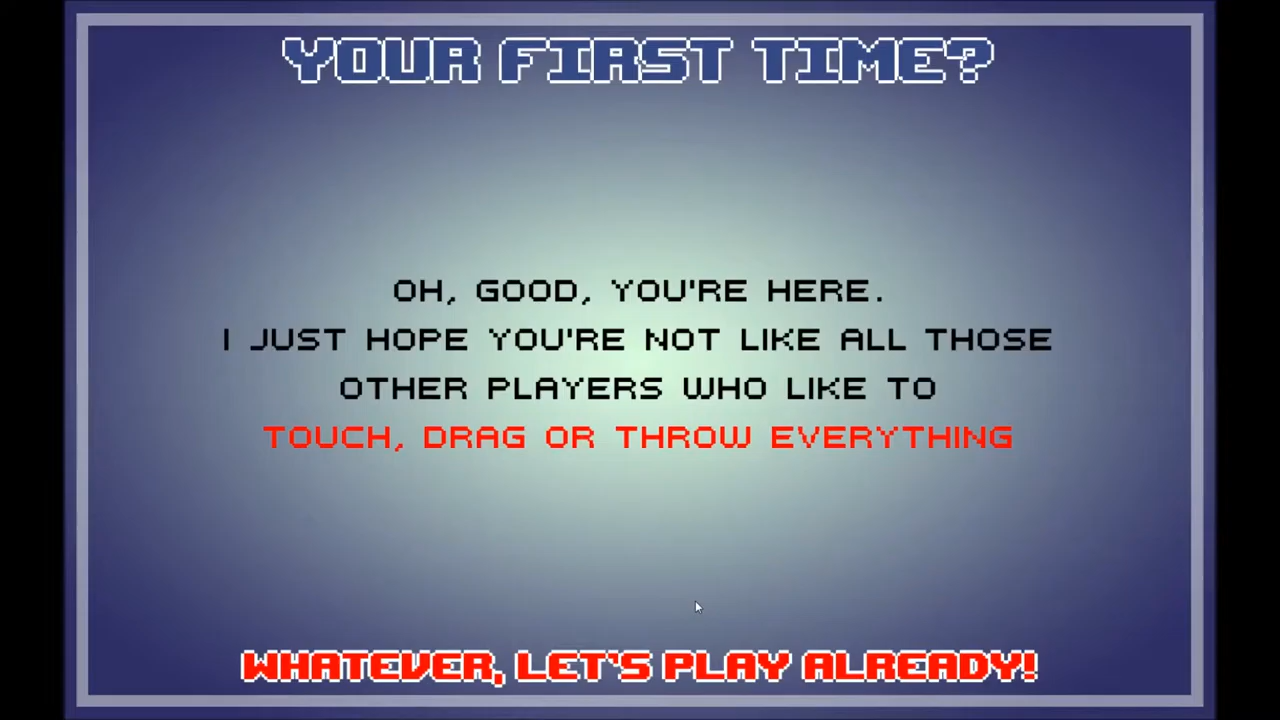 YOUR FIRST TIME?
OH, GOOD, YOU'RE HERE.
I JUST HOPE YOU'RE NOT LIKE ALL THOSE
OTHER PLAYERS WHO LIKE TO
TOUCH, DRAG OR THROW EVERYTHING
WHATEVER, LET'S PLAY ALREADY!